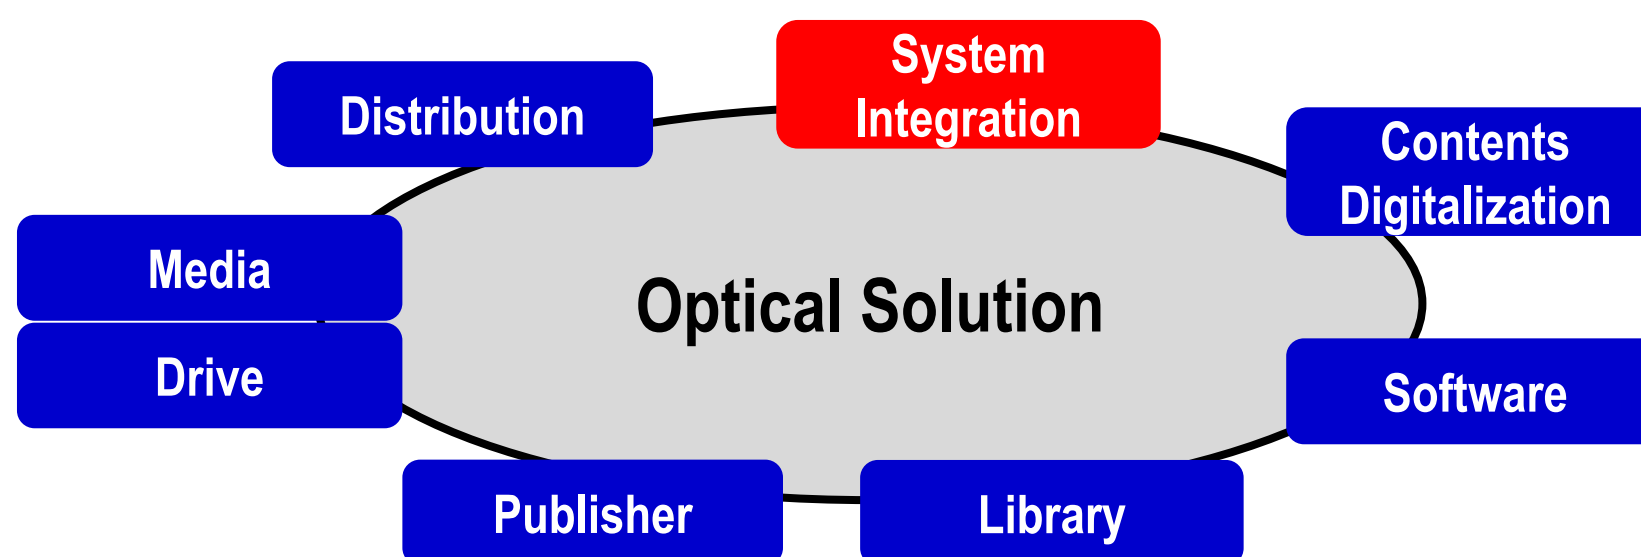 System
Integration
Distribution
Contents
Digitalization
Media
Optical Solution
Drive
Software
Publisher
Library